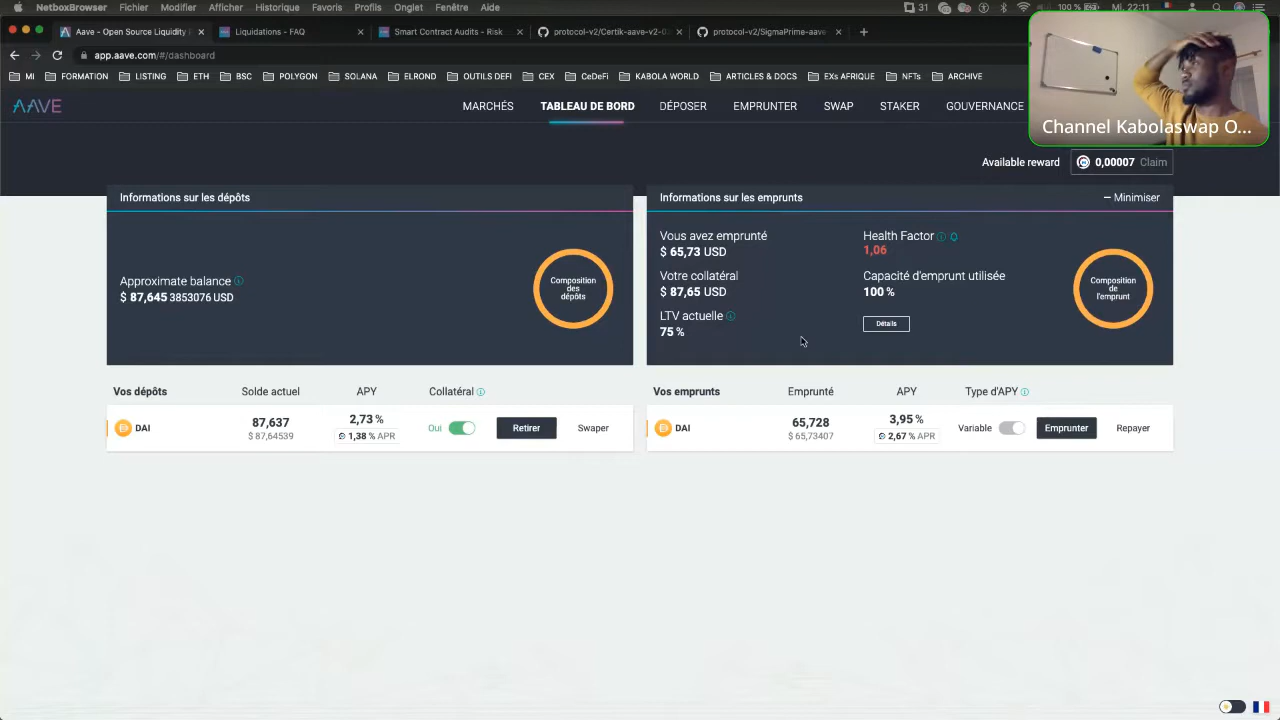 NetboxBrowser Fichier Modifier Afficher Historique Favoris Profils Onglet Fenêtre Aide
31 100 % Mi. 22:11
Aave - Open Source Liquidity Liquidations - FAQ Smart Contract Audits - Risk protocol-v2/Certik-aave-v2-03 protocol-v2/SigmaPrime-aave
app.aave.com/#/dashboard
MI FORMATION LISTING ETH BSC POLYGON SOLANA ELROND OUTILS DEFI CEX CeDeFi KABOLA WORLD ARTICLES & DOCS EXs AFRIQUE NFTs ARCHIVE
AAVE MARCHÉS TABLEAU DE BORD DÉPOSER EMPRUNTER SWAP STAKER GOUVERNANCE
Channel Kabolaswap O...
Available reward 0,00007 Claim
Informations sur les dépôts
Approximate balance
$ 87,645 3853076 USD
Composition
des
dépôts
Informations sur les emprunts
Minimiser
Vous avez emprunté
$ 65,73 USD
Votre collatéral
$ 87,65 USD
LTV actuelle
75 %
Health Factor
1,06
Capacité d'emprunt utilisée
100 %
Détails
Composition
de
l'emprunt
Vos dépôts Solde actuel APY Collatéral
DAI 87,637 2,73 % Oui Retirer Swaper
$ 87,64539 1,38 % APR
Vos emprunts Emprunté APY Type d'APY
DAI 65,728 3,95 % Variable Emprunter Repayer
$ 65,73407 2,67 % APR